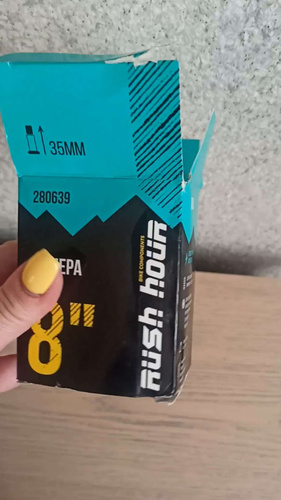 35MM
280639
ЕРА
8"
RUSH HOUR
BIKE COMPONENTS